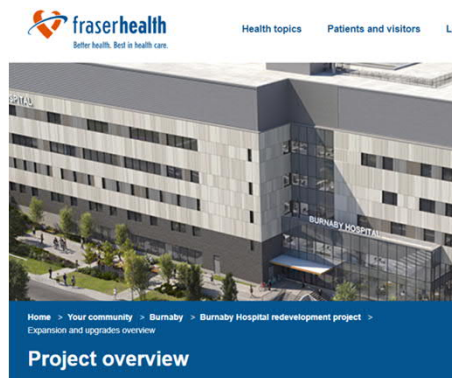 fraserhealth
Better health. Best in health care.
Health topics Patients and visitors L
HOSPITAL
BURNABY HOSPITAL
Home > Your community > Burnaby > Burnaby Hospital redevelopment project >
Expansion and upgrades overview
Project overview